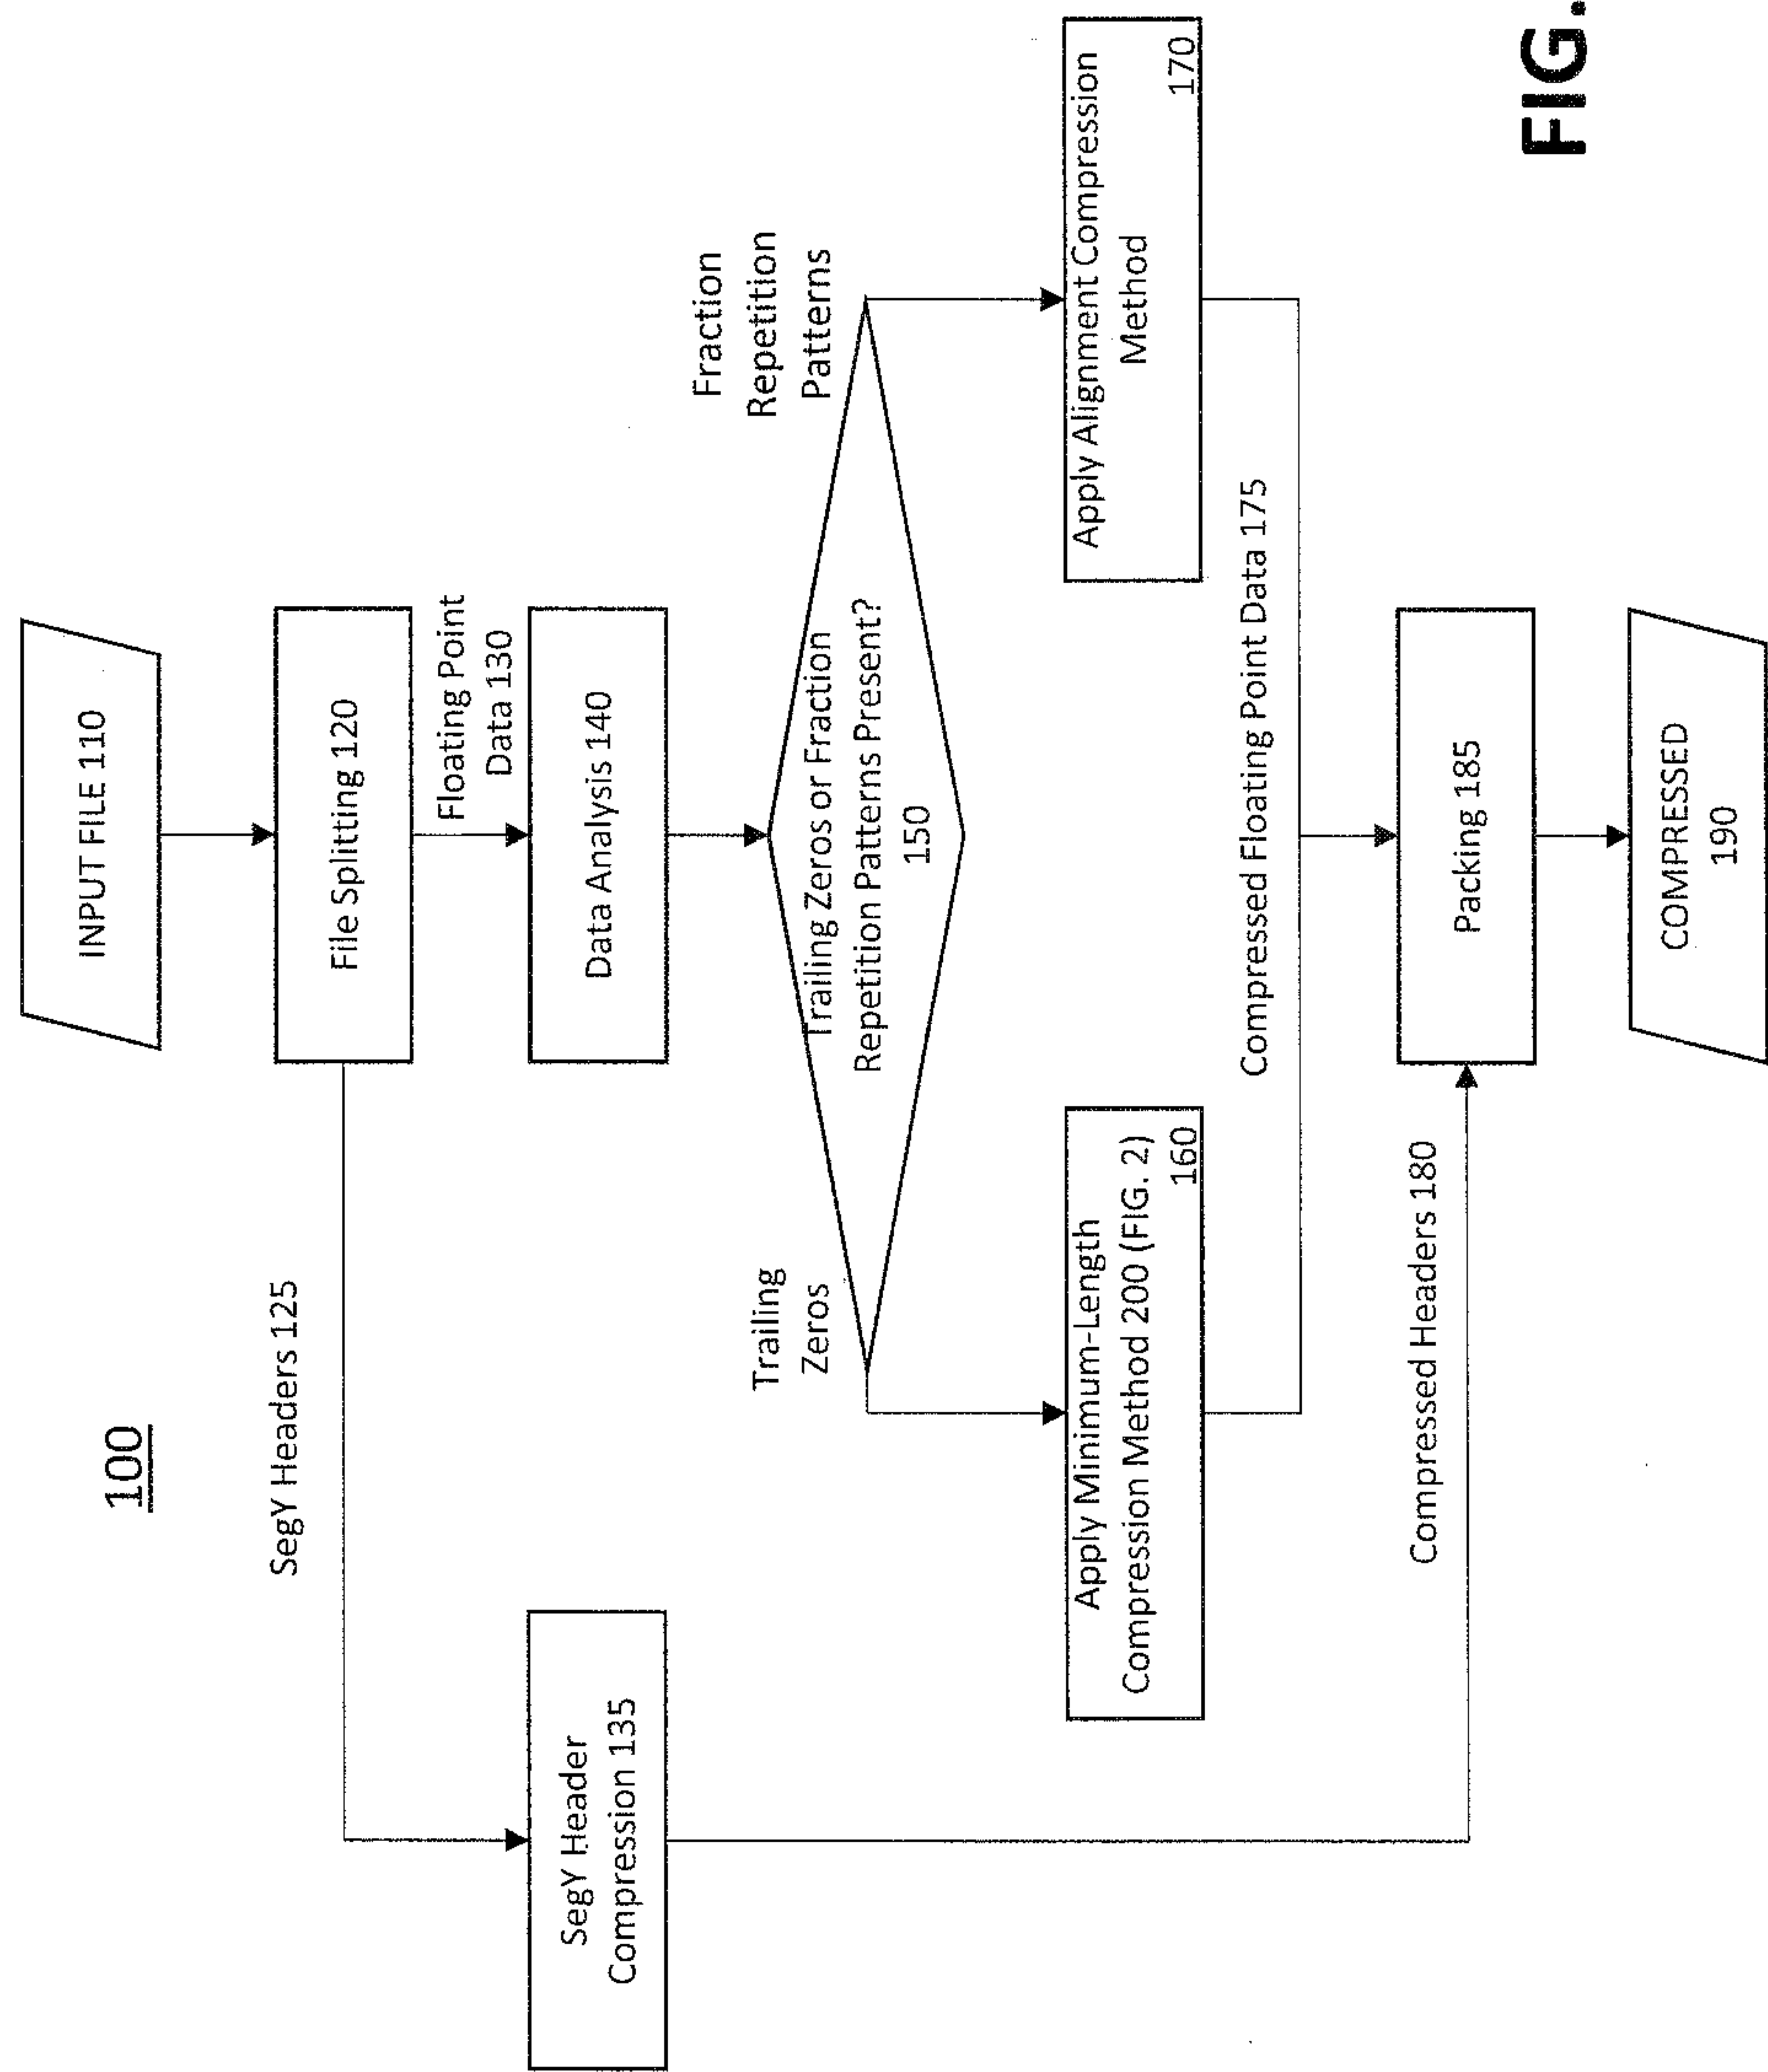 100
INPUT FILE 110
File Splitting 120
SegY Headers 125
Floating Point
Data 130
SegY Header
Compression 135
Data Analysis 140
Trailing Zeros or Fraction
Repetition Patterns Present?
150
Trailing
Zeros
Fraction
Repetition
Patterns
Apply Minimum-Length
Compression Method 200 (FIG. 2)
160
Apply Alignment Compression
Method
170
Compressed Floating Point Data 175
Compressed Headers 180
Packing 185
COMPRESSED
190
FIG.